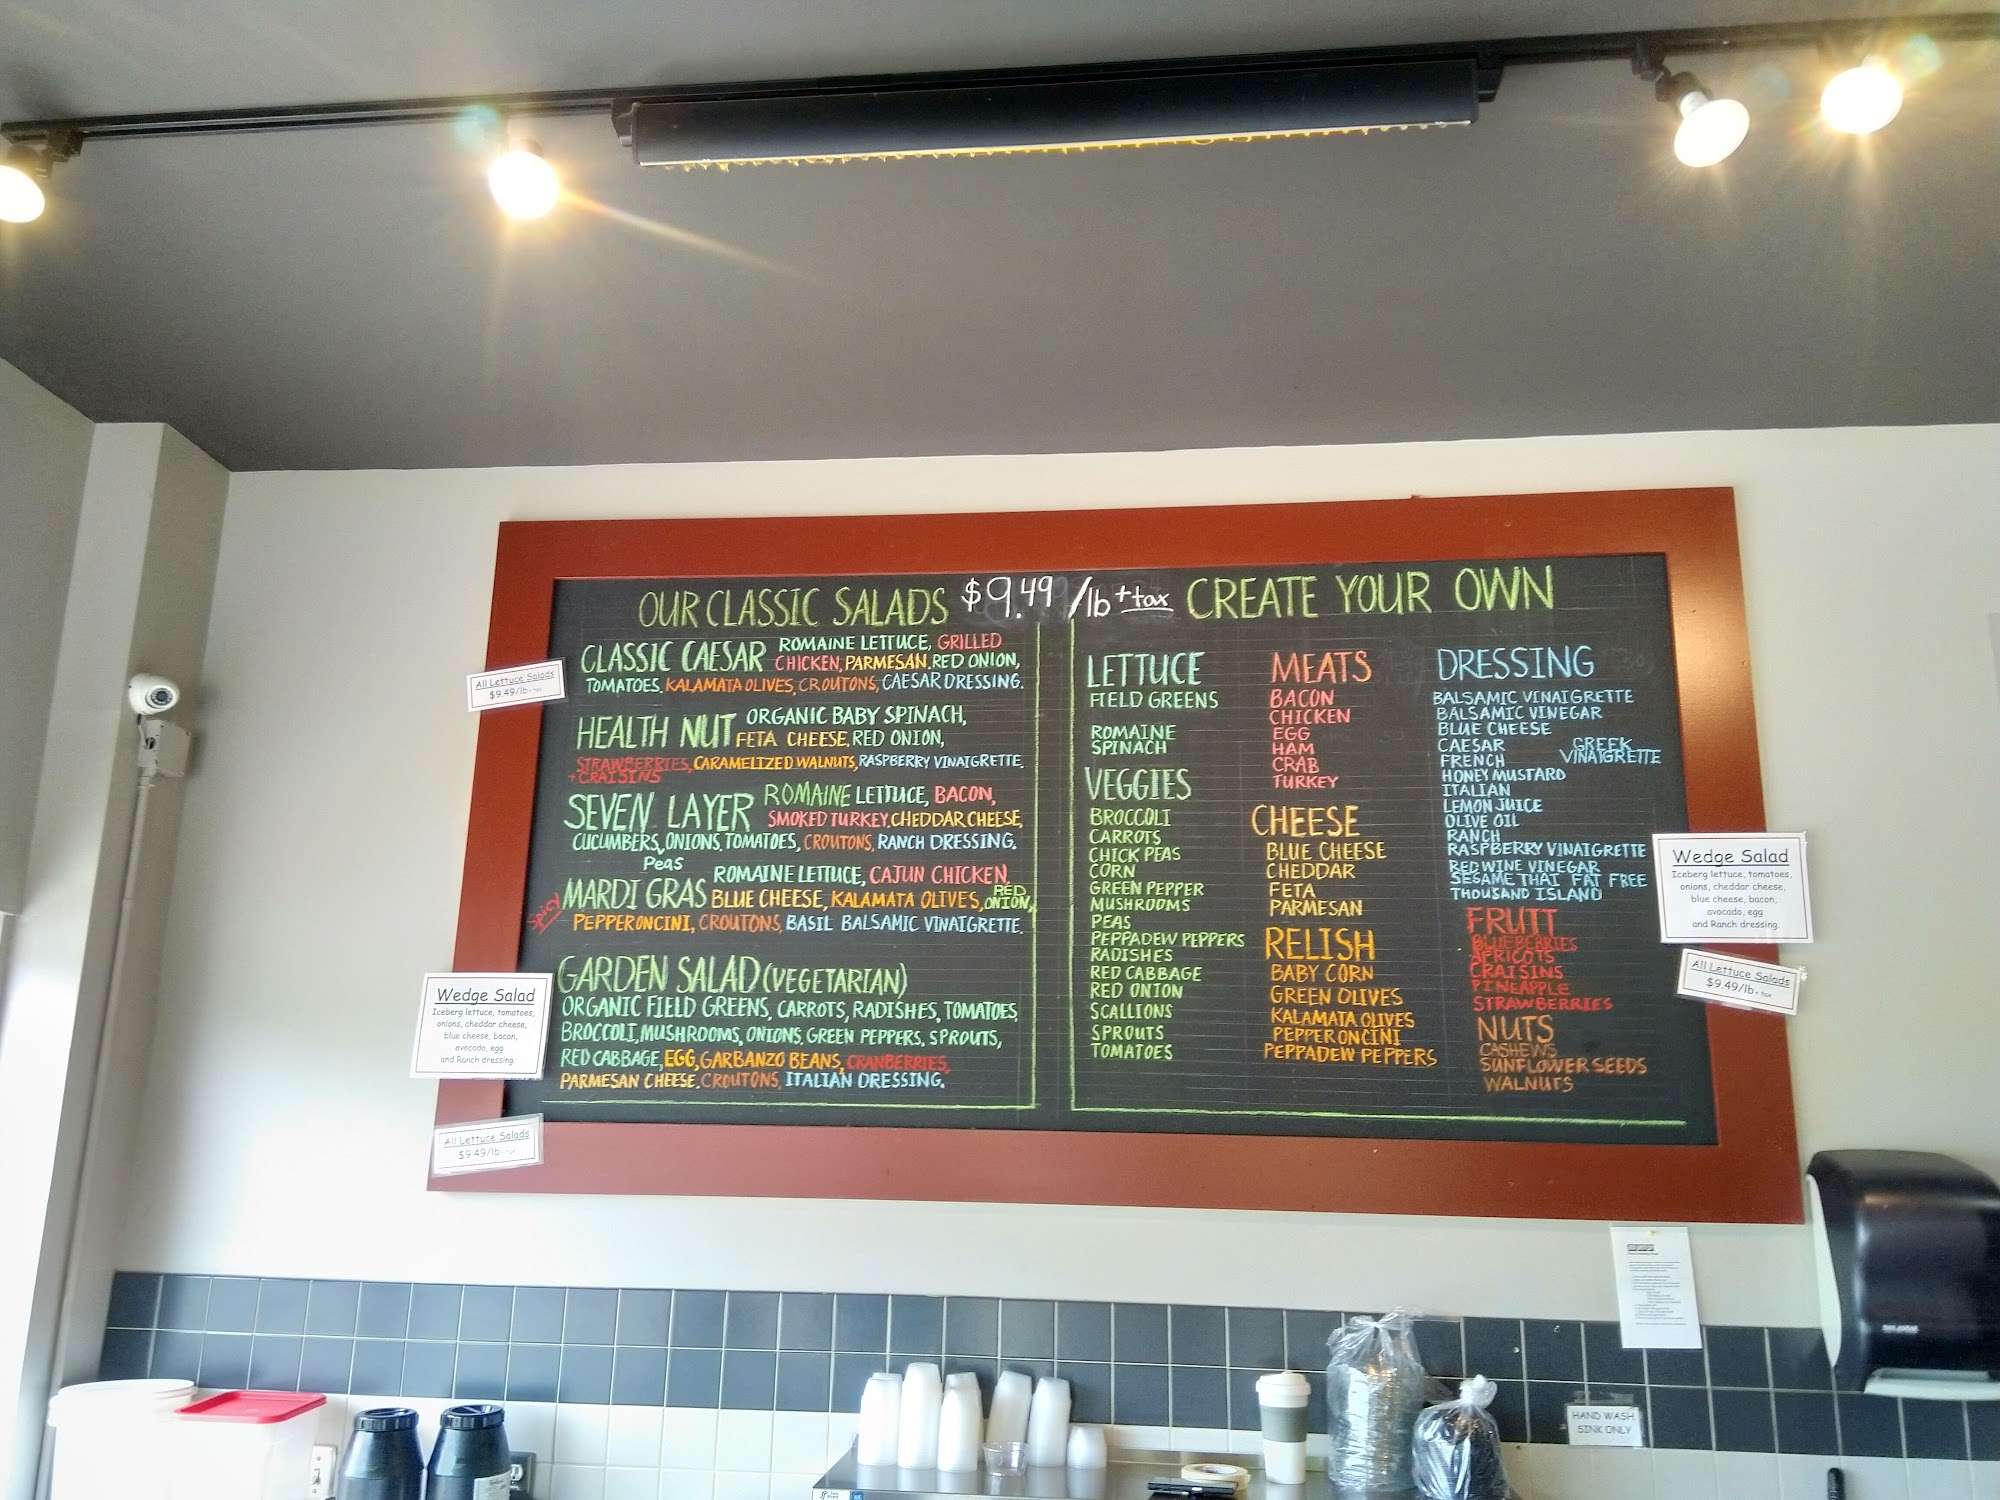 OUR CLASSIC SALADS
$9.49/lb + tax
CREATE YOUR OWN
CLASSIC CAESAR ROMAINE LETTUCE, GRILLED
CHICKEN, PARMESAN, RED ONION,
TOMATOES, KALAMATA OLIVES, CROUTONS, CAESAR DRESSING.
HEALTH NUT ORGANIC BABY SPINACH,
FETA CHEESE, RED ONION,
STRAWBERRIES, CARAMELIZED WALNUTS, RASPBERRY VINAIGRETTE.
+ CRAISINS
SEVEN LAYER ROMAINE LETTUCE, BACON,
SMOKED TURKEY, CHEDDAR CHEESE,
CUCUMBERS, ONIONS, TOMATOES, CROUTONS, RANCH DRESSING.
Peas
Spicy MARDI GRAS ROMAINE LETTUCE, CAJUN CHICKEN,
BLUE CHEESE, KALAMATA OLIVES, RED ONION,
PEPPERONCINI, CROUTONS, BASIL BALSAMIC VINAIGRETTE.
GARDEN SALAD (VEGETARIAN)
ORGANIC FIELD GREENS, CARROTS, RADISHES, TOMATOES,
BROCCOLI, MUSHROOMS, ONIONS, GREEN PEPPERS, SPROUTS,
RED CABBAGE, EGG, GARBANZO BEANS, CRANBERRIES,
PARMESAN CHEESE, CROUTONS, ITALIAN DRESSING.
LETTUCE
FIELD GREENS
ROMAINE
SPINACH
VEGGIES
BROCCOLI
CARROTS
CHICK PEAS
CORN
GREEN PEPPER
MUSHROOMS
PEAS
PEPPADEW PEPPERS
RADISHES
RED CABBAGE
RED ONION
SCALLIONS
SPROUTS
TOMATOES
MEATS
BACON
CHICKEN
EGG
HAM
CRAB
TURKEY
CHEESE
BLUE CHEESE
CHEDDAR
FETA
PARMESAN
RELISH
BABY CORN
GREEN OLIVES
KALAMATA OLIVES
PEPPERONCINI
PEPPADEW PEPPERS
DRESSING
BALSAMIC VINAIGRETTE
BALSAMIC VINEGAR
BLUE CHEESE
CAESAR
FRENCH
GREEK
VINAIGRETTE
HONEY MUSTARD
ITALIAN
LEMON JUICE
OLIVE OIL
RANCH
RASPBERRY VINAIGRETTE
RED WINE VINEGAR
SESAME THAI FAT FREE
THOUSAND ISLAND
FRUIT
BLUEBERRIES
APRICOTS
CRAISINS
PINEAPPLE
STRAWBERRIES
NUTS
CASHEWS
SUNFLOWER SEEDS
WALNUTS
All Lettuce Salads
$9.49/lb + tax
Wedge Salad
Iceberg lettuce, tomatoes,
onions, cheddar cheese,
blue cheese, bacon,
avocado, egg
and Ranch dressing.
All Lettuce Salads
$9.49/lb + tax
Wedge Salad
Iceberg lettuce, tomatoes,
onions, cheddar cheese,
blue cheese, bacon,
avocado, egg
and Ranch dressing.
All Lettuce Salads
$9.49/lb + tax
HAND WASH
SINK ONLY